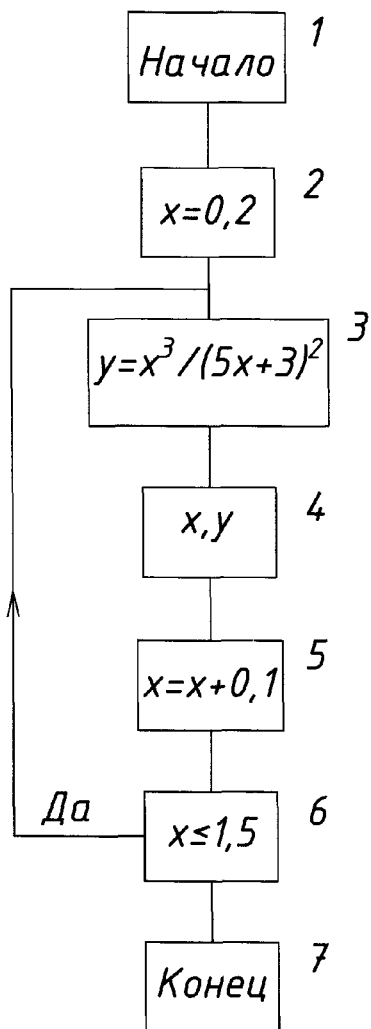 1
Начало
2
x=0,2
3
y=x³/(5x+3)²
4
x,y
5
x=x+0,1
Да
6
x≤1,5
7
Конец